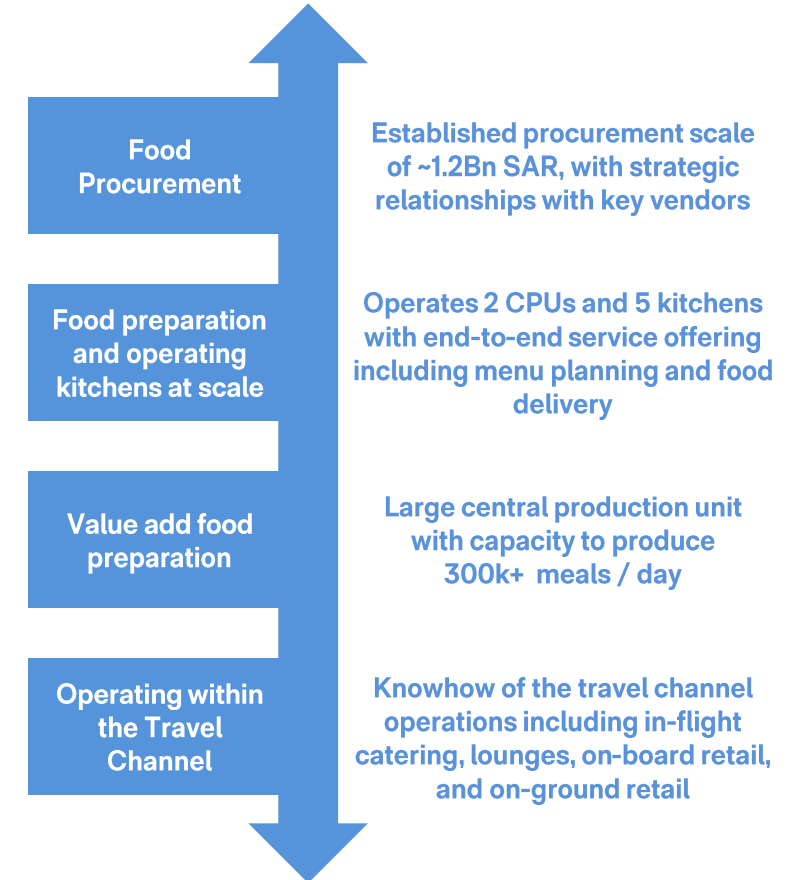 Food
Procurement
Established procurement scale
of ~1.2Bn SAR, with strategic
relationships with key vendors
Food preparation
and operating
kitchens at scale
Operates 2 CPUs and 5 kitchens
with end-to-end service offering
including menu planning and food
delivery
Value add food
preparation
Large central production unit
with capacity to produce
300k+  meals / day
Operating within
the Travel
Channel
Knowhow of the travel channel
operations including in-flight
catering, lounges, on-board retail,
and on-ground retail